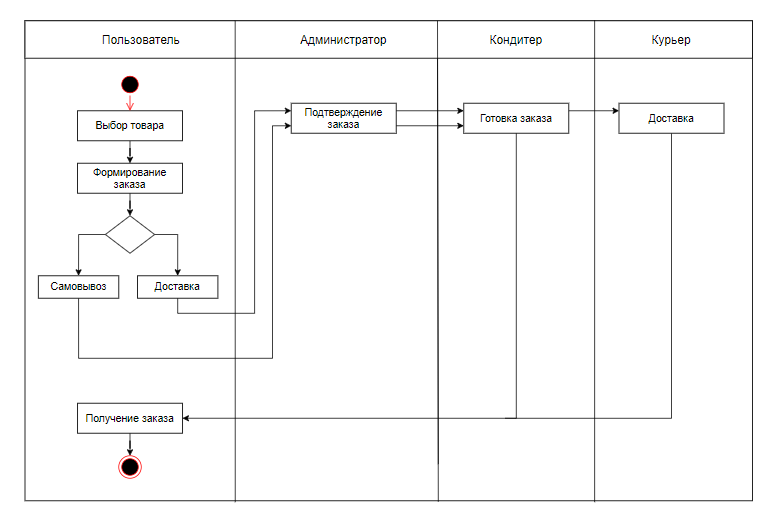 Пользователь
Администратор
Кондитер
Курьер
Выбор товара
Формирование
заказа
Самовывоз
Доставка
Получение заказа
Подтверждение
заказа
Готовка заказа
Доставка